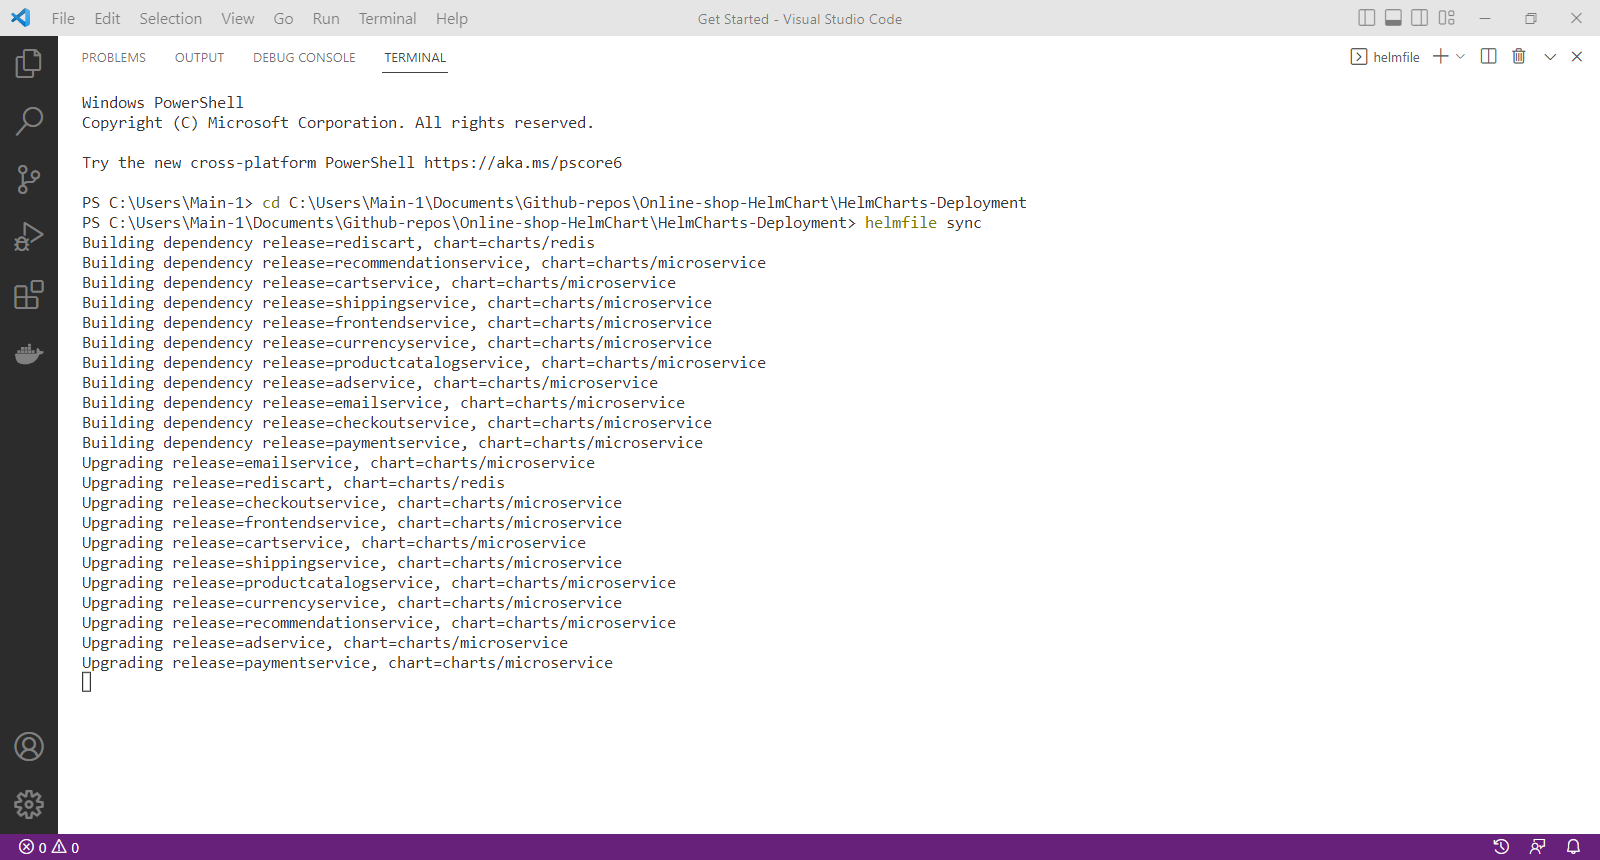 File Edit Selection View Go Run Terminal Help
Get Started - Visual Studio Code
PROBLEMS OUTPUT DEBUG CONSOLE TERMINAL
helmfile
Windows PowerShell
Copyright (C) Microsoft Corporation. All rights reserved.
Try the new cross-platform PowerShell https://aka.ms/pscore6
PS C:\Users\Main-1> cd C:\Users\Main-1\Documents\Github-repos\Online-shop-HelmChart\HelmCharts-Deployment
PS C:\Users\Main-1\Documents\Github-repos\Online-shop-HelmChart\HelmCharts-Deployment> helmfile sync
Building dependency release=rediscart, chart=charts/redis
Building dependency release=recommendationservice, chart=charts/microservice
Building dependency release=cartservice, chart=charts/microservice
Building dependency release=shippingservice, chart=charts/microservice
Building dependency release=frontendservice, chart=charts/microservice
Building dependency release=currencyservice, chart=charts/microservice
Building dependency release=productcatalogservice, chart=charts/microservice
Building dependency release=adservice, chart=charts/microservice
Building dependency release=emailservice, chart=charts/microservice
Building dependency release=checkoutservice, chart=charts/microservice
Building dependency release=paymentservice, chart=charts/microservice
Upgrading release=emailservice, chart=charts/microservice
Upgrading release=rediscart, chart=charts/redis
Upgrading release=checkoutservice, chart=charts/microservice
Upgrading release=frontendservice, chart=charts/microservice
Upgrading release=cartservice, chart=charts/microservice
Upgrading release=shippingservice, chart=charts/microservice
Upgrading release=productcatalogservice, chart=charts/microservice
Upgrading release=currencyservice, chart=charts/microservice
Upgrading release=recommendationservice, chart=charts/microservice
Upgrading release=adservice, chart=charts/microservice
Upgrading release=paymentservice, chart=charts/microservice
0 0